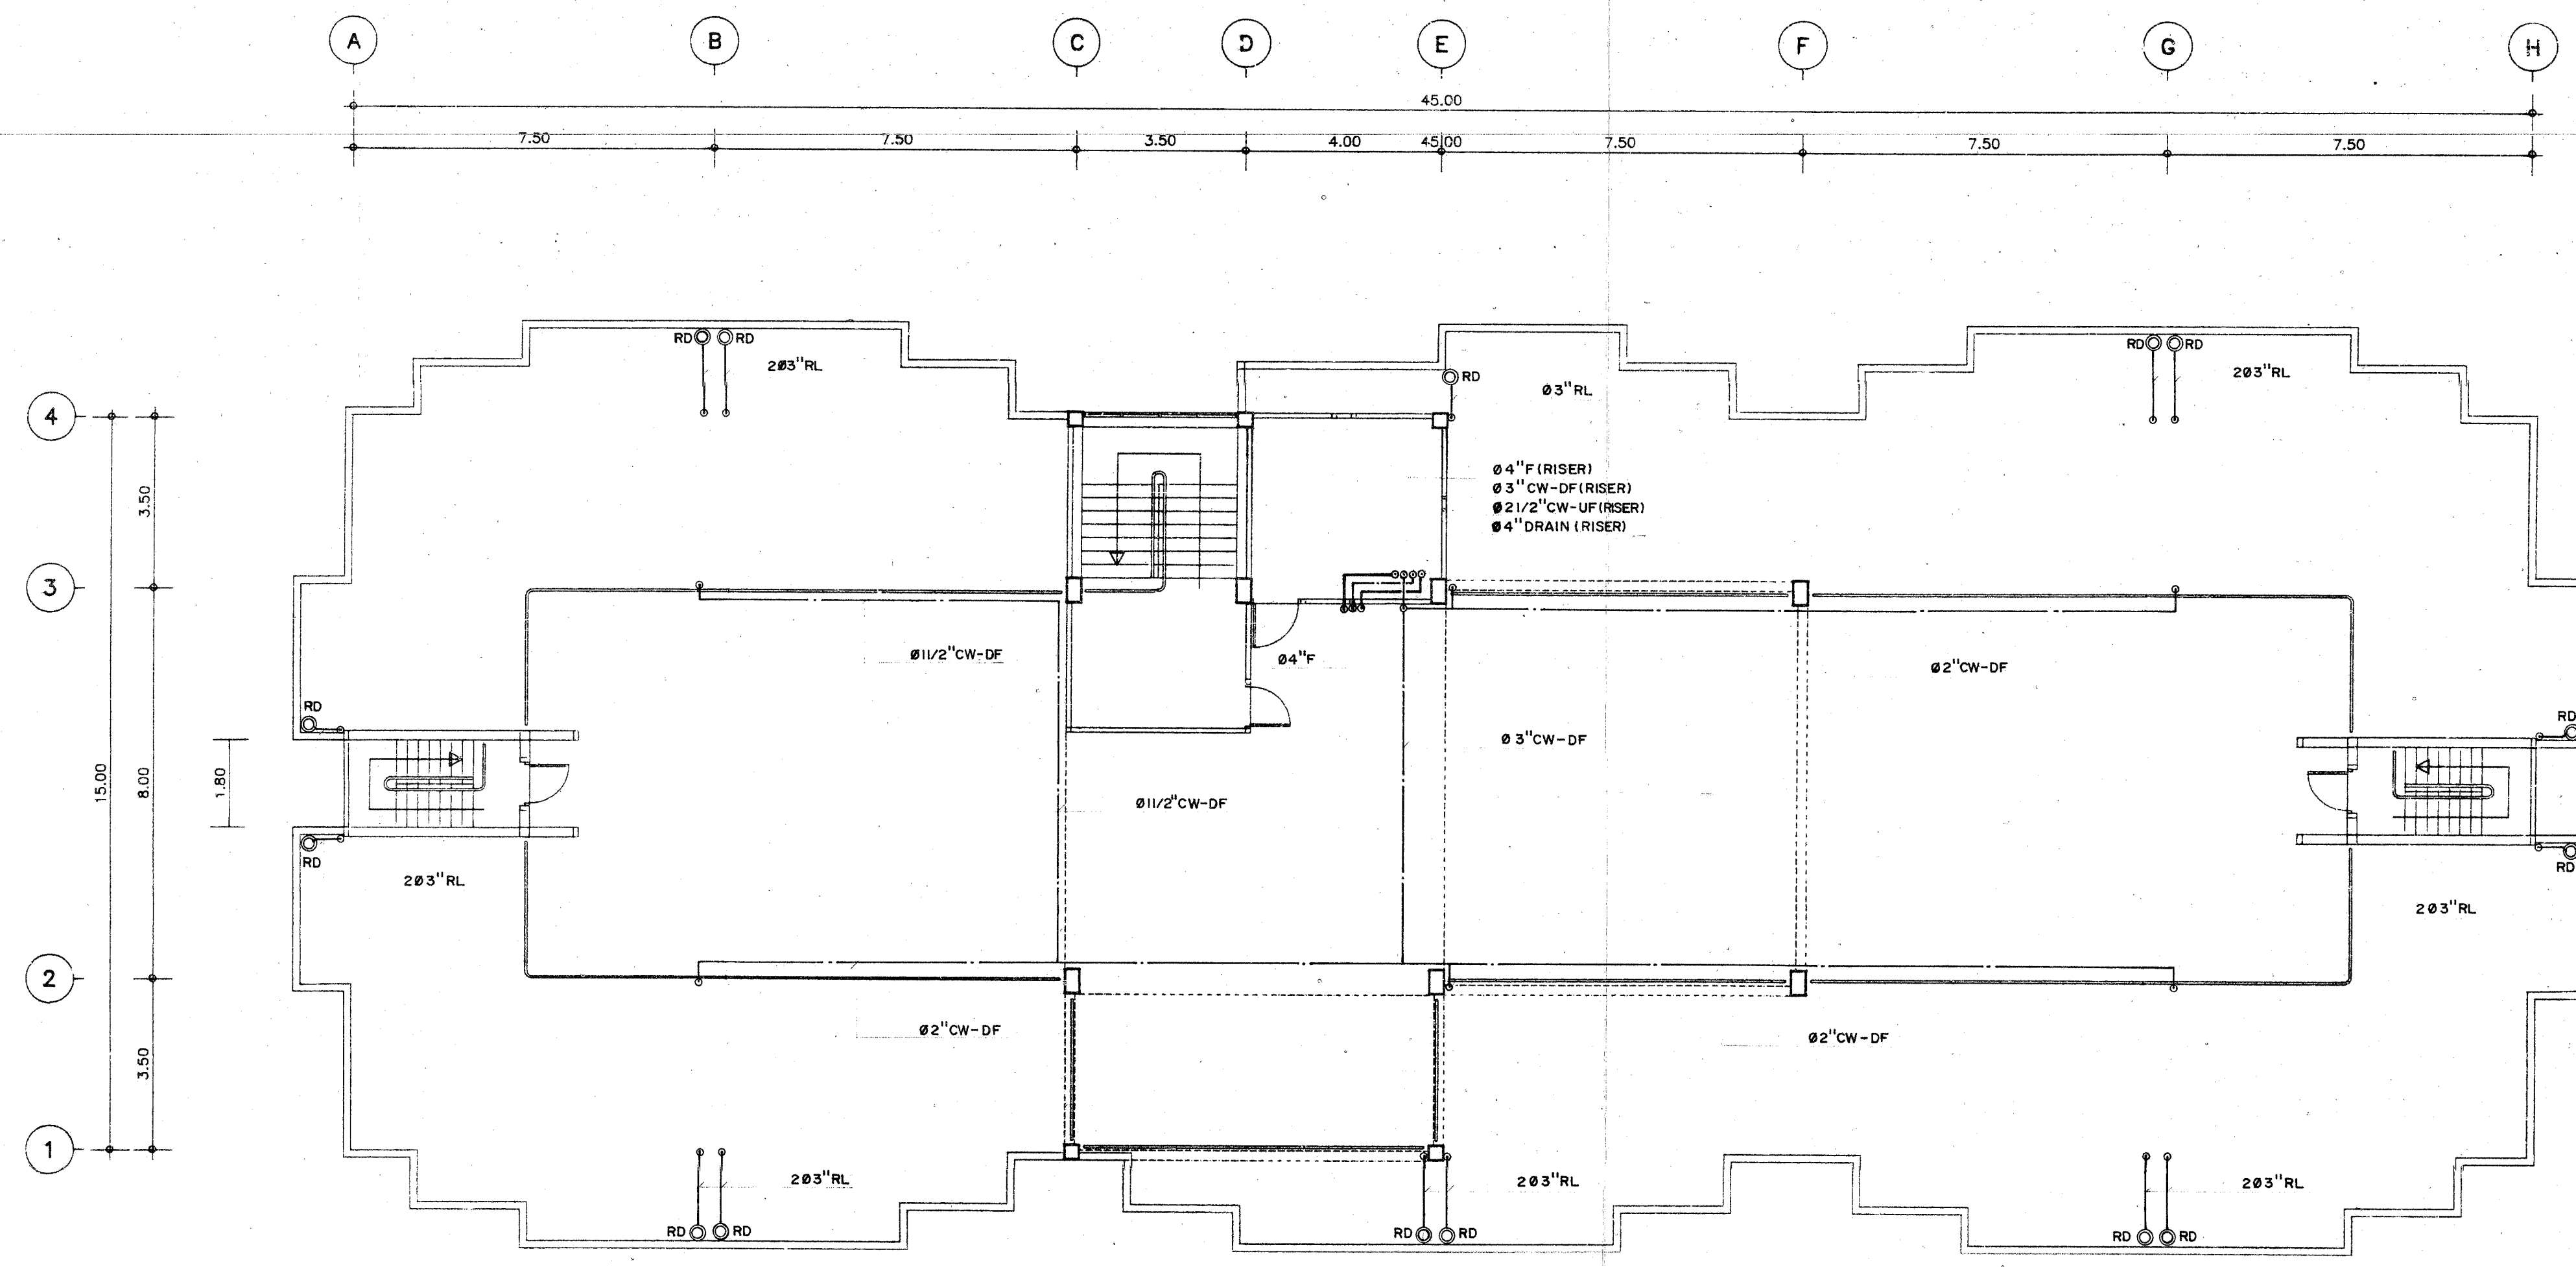 A B C D E F G H
45.00
7.50 7.50 3.50 4.00 45.00 7.50 7.50 7.50
RD RD
2Ø3"RL
RD
Ø3"RL
RD RD
2Ø3"RL
4
3.50
Ø4"F(RISER)
Ø3"CW-DF(RISER)
Ø21/2"CW-UF(RISER)
Ø4"DRAIN(RISER)
3
Ø11/2"CW-DF
Ø4"F
Ø2"CW-DF
RD
RD
Ø3"CW-DF
15.00
8.00
1.80
Ø11/2"CW-DF
RD
RD
2Ø3"RL
2Ø3"RL
2
Ø2"CW-DF
Ø2"CW-DF
3.50
1
2Ø3"RL
2Ø3"RL
2Ø3"RL
RD RD
RD RD
RD RD